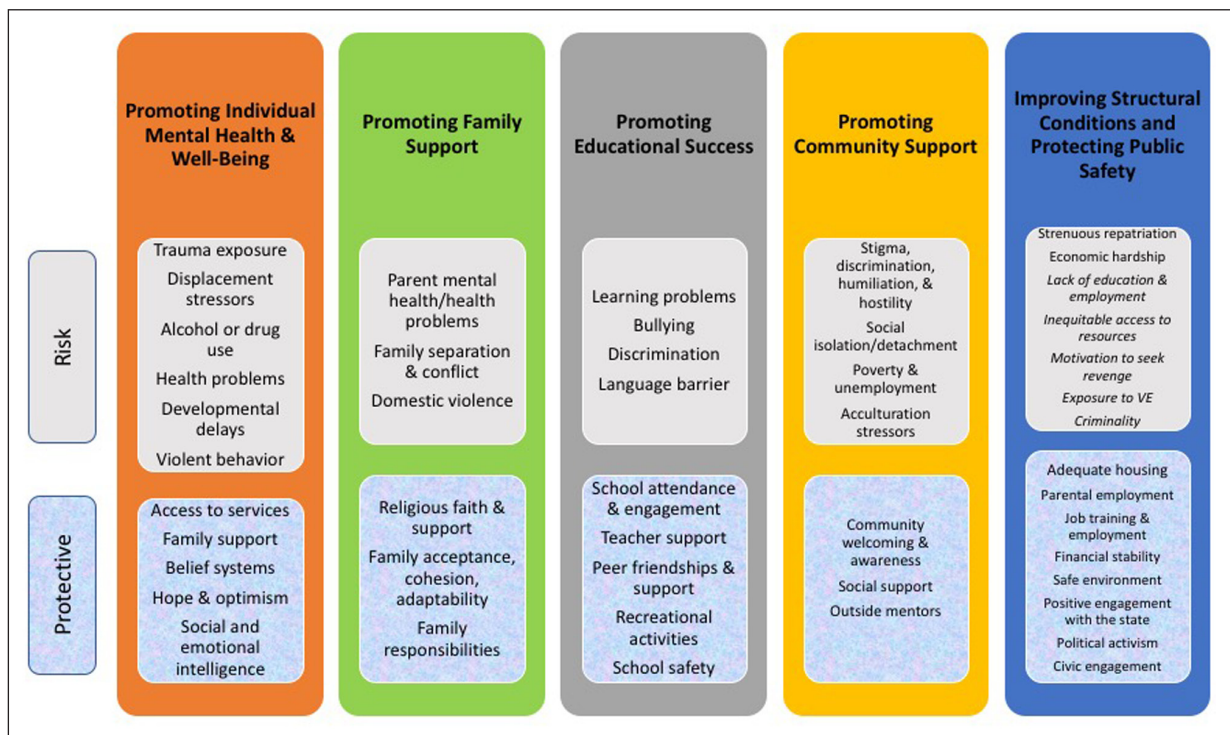 Promoting Individual
Mental Health &
Well-Being
Promoting Family
Support
Promoting
Educational Success
Promoting
Community Support
Improving Structural
Conditions and
Protecting Public
Safety
Risk
Trauma exposure
Displacement
stressors
Alcohol or drug
use
Health problems
Developmental
delays
Violent behavior
Parent mental
health/health
problems
Family separation
& conflict
Domestic violence
Learning problems
Bullying
Discrimination
Language barrier
Stigma,
discrimination,
humiliation, &
hostility
Social
isolation/detachment
Poverty &
unemployment
Acculturation
stressors
Strenuous repatriation
Economic hardship
Lack of education &
employment
Inequitable access to
resources
Motivation to seek
revenge
Exposure to VE
Criminality
Protective
Access to services
Family support
Belief systems
Hope & optimism
Social and
emotional
intelligence
Religious faith &
support
Family acceptance,
cohesion,
adaptability
Family
responsibilities
School attendance
& engagement
Teacher support
Peer friendships &
support
Recreational
activities
School safety
Community
welcoming &
awareness
Social support
Outside mentors
Adequate housing
Parental employment
Job training &
employment
Financial stability
Safe environment
Positive engagement
with the state
Political activism
Civic engagement